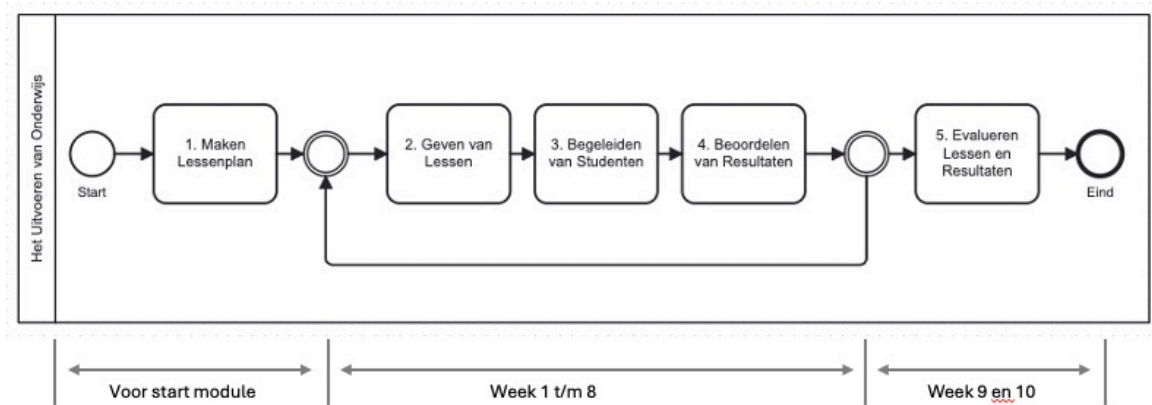 Het Uitvoeren van Onderwijs
Start
1. Maken
Lessenplan
2. Geven van
Lessen
3. Begeleiden
van Studenten
4. Beoordelen
van Resultaten
5. Evalueren
Lessen en
Resultaten
Eind
Voor start module
Week 1 t/m 8
Week 9 en 10